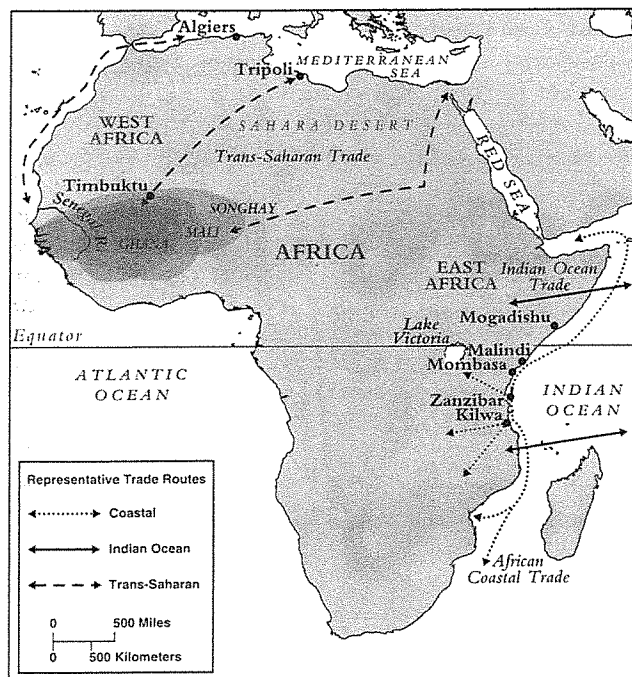 Algiers
MEDITERRANEAN
SEA
Tripoli
WEST
AFRICA
SAHARA DESERT
Trans-Saharan Trade
RED SEA
Timbuktu
Senegal R.
SONGHAY
GHANA
MALI
AFRICA
EAST
AFRICA
Indian Ocean
Trade
Mogadishu
Lake
Victoria
Equator
Malindi
Mombasa
ATLANTIC
OCEAN
Zanzibar
Kilwa
INDIAN
OCEAN
African
Coastal Trade
Representative Trade Routes
Coastal
Indian Ocean
Trans-Saharan
0 500 Miles
0 500 Kilometers